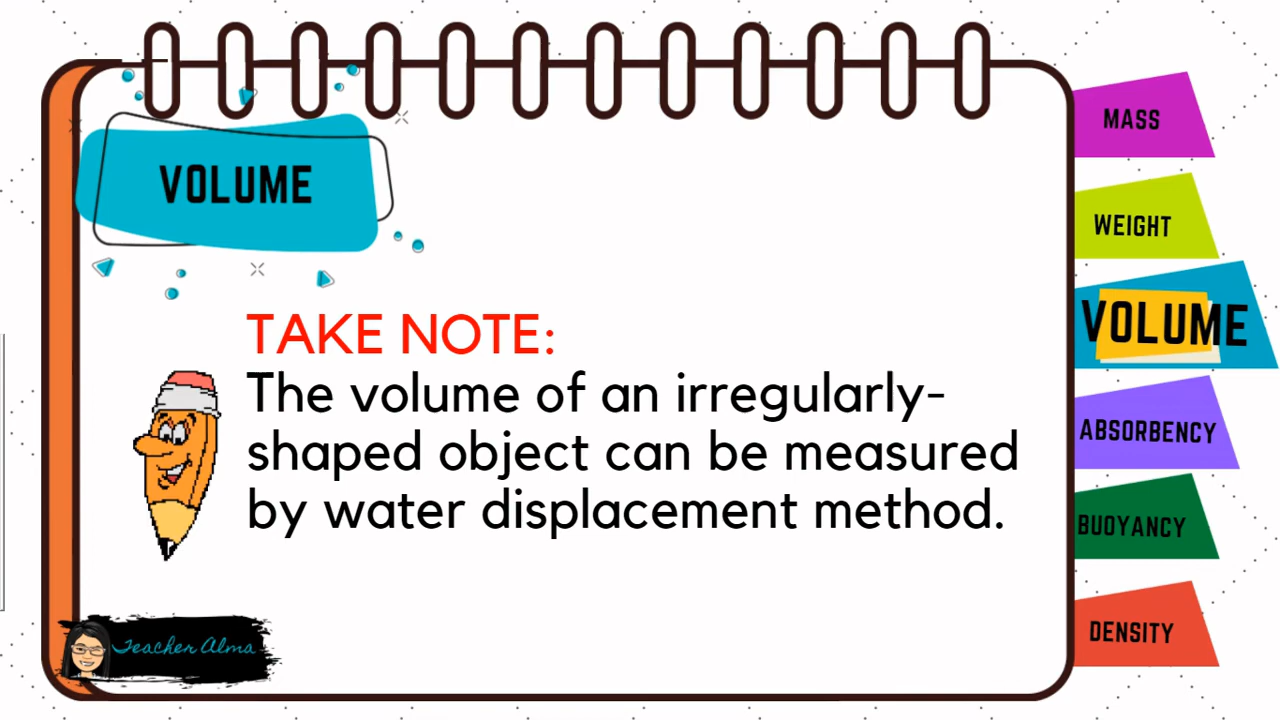 VOLUME
TAKE NOTE:
The volume of an irregularly-
shaped object can be measured
by water displacement method.
Teacher Alma
MASS
WEIGHT
VOLUME
ABSORBENCY
BUOYANCY
DENSITY